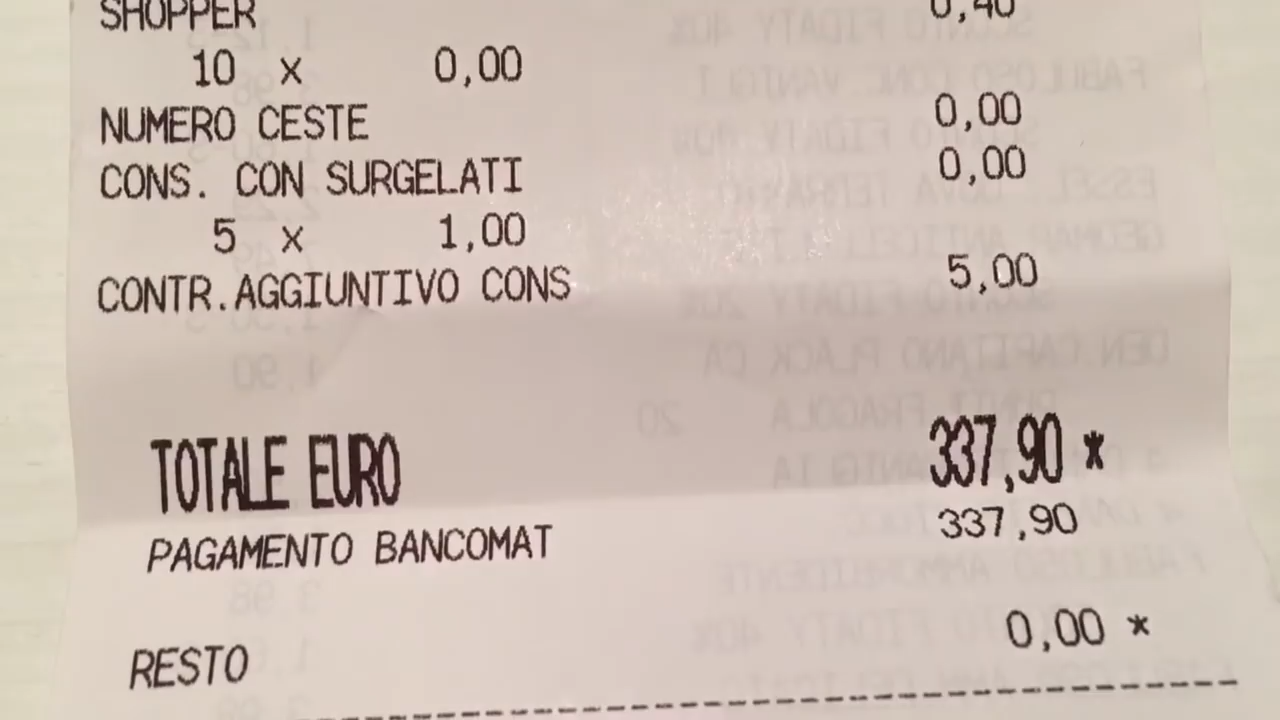 SHOPPER 0,40
10 x 0,00
NUMERO CESTE 0,00
CONS. CON SURGELATI 0,00
5 x 1,00
CONTR.AGGIUNTIVO CONS 5,00
TOTALE EURO 337,90 *
PAGAMENTO BANCOMAT 337,90
RESTO 0,00 *